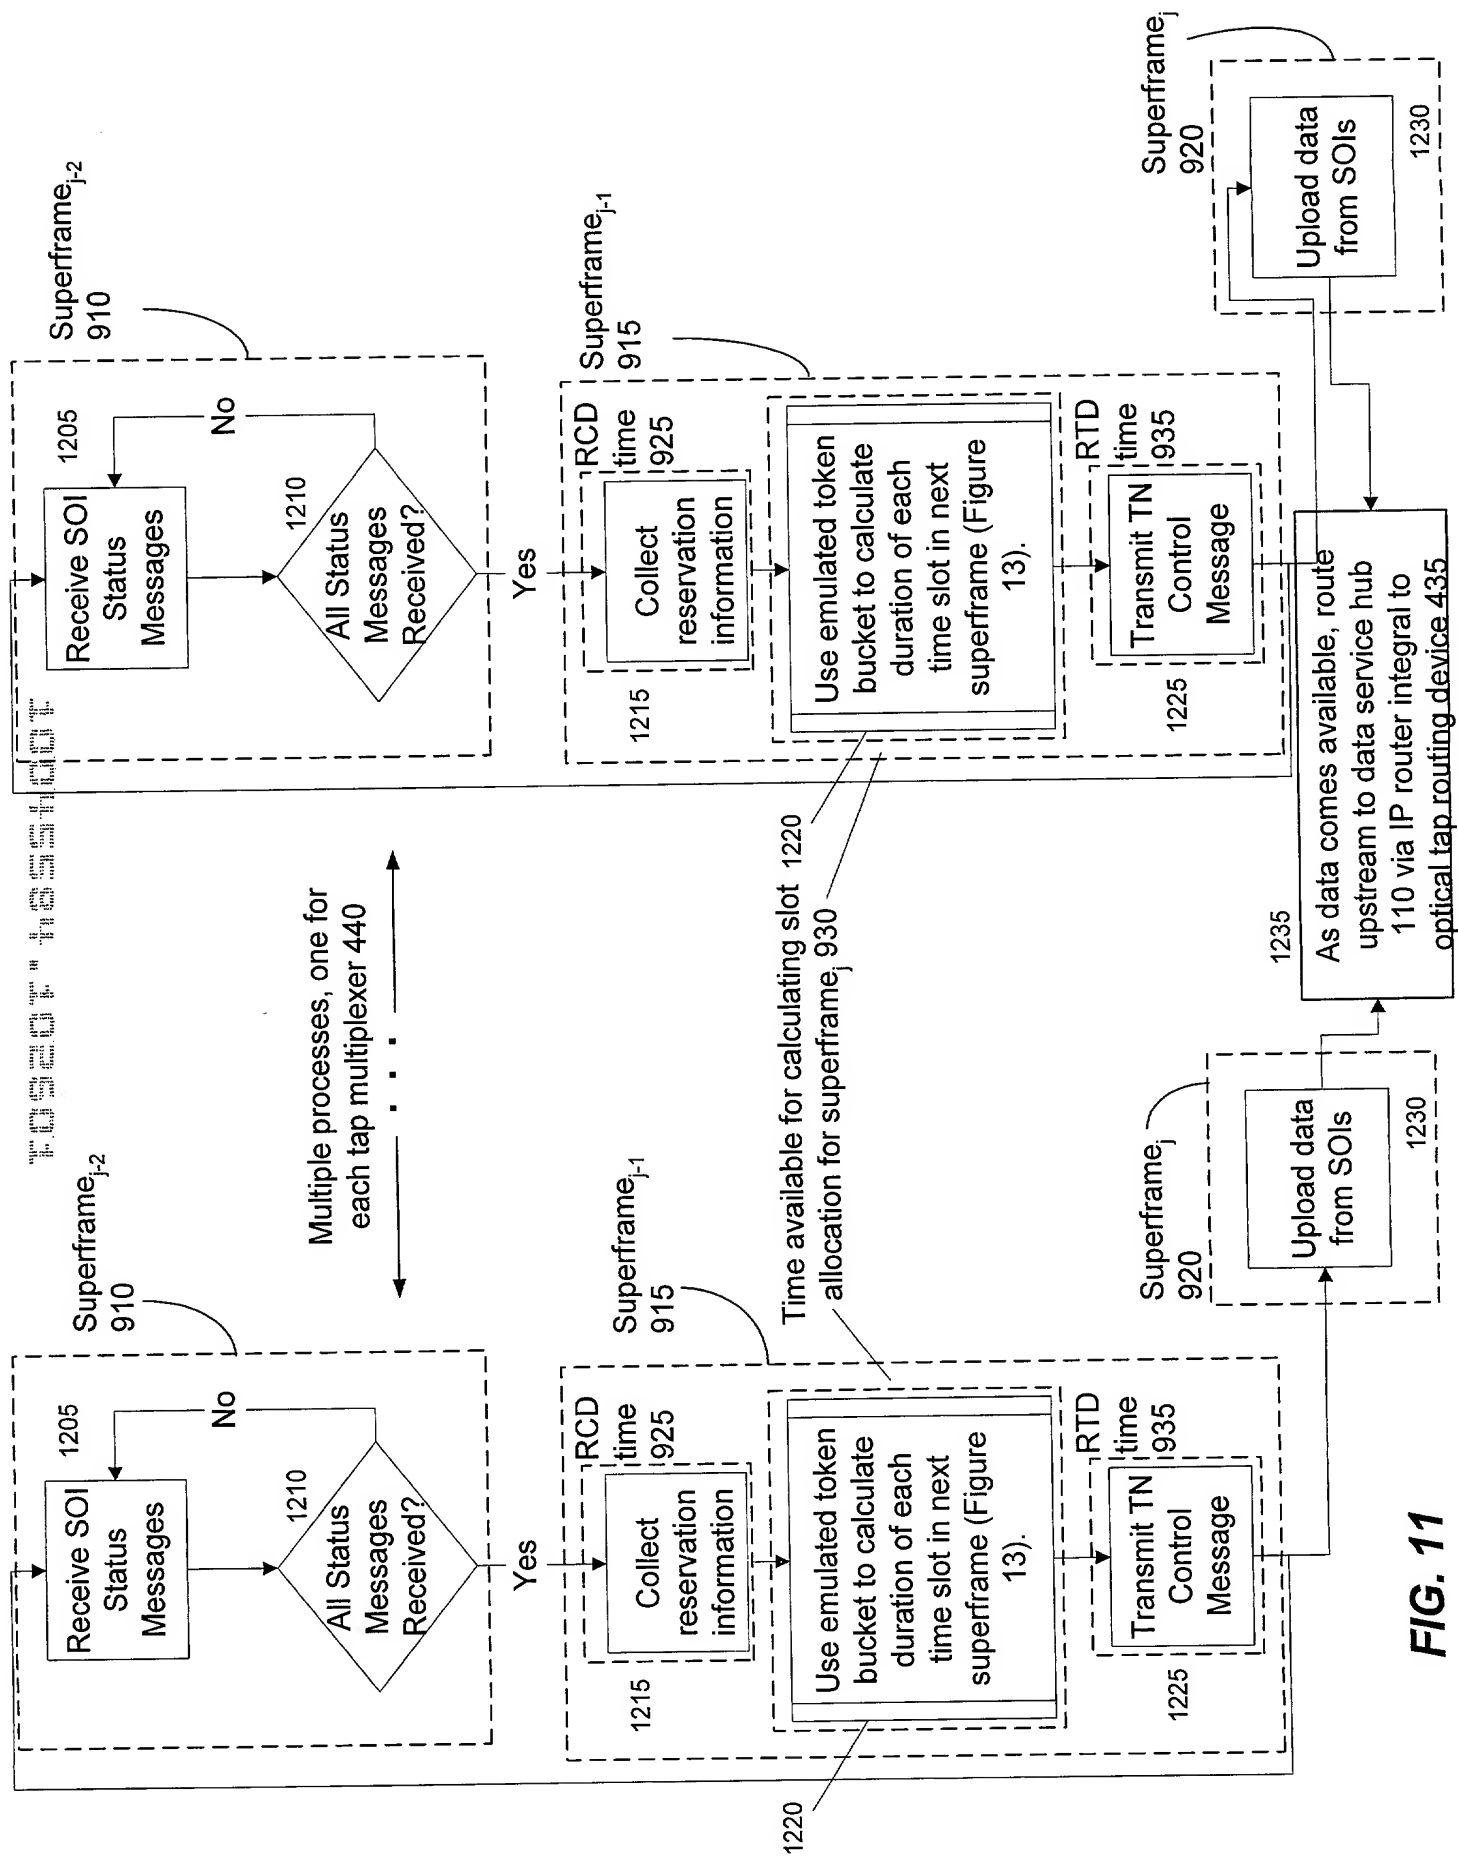 Superframe j-2
910
1205
Receive SOI
Status
Messages
No
1210
All Status
Messages
Received?
Yes
Superframe j-1
915
RCD
time
925
Collect
reservation
information
1215
Use emulated token
bucket to calculate
duration of each
time slot in next
superframe (Figure
13).
1220
RTD
time
935
Transmit TN
Control
Message
1225
Superframe j
920
Upload data
from SOIs
1230
Multiple processes, one for
each tap multiplexer 440
. . .
Time available for calculating slot
allocation for superframe j 930
1220
Superframe j-2
910
1205
Receive SOI
Status
Messages
No
1210
All Status
Messages
Received?
Yes
Superframe j-1
915
RCD
time
925
Collect
reservation
information
1215
Use emulated token
bucket to calculate
duration of each
time slot in next
superframe (Figure
13).
RTD
time
935
Transmit TN
Control
Message
1225
Superframe j
920
Upload data
from SOIs
1230
1235
As data comes available, route
upstream to data service hub
110 via IP router integral to
optical tap routing device 435
FIG. 11